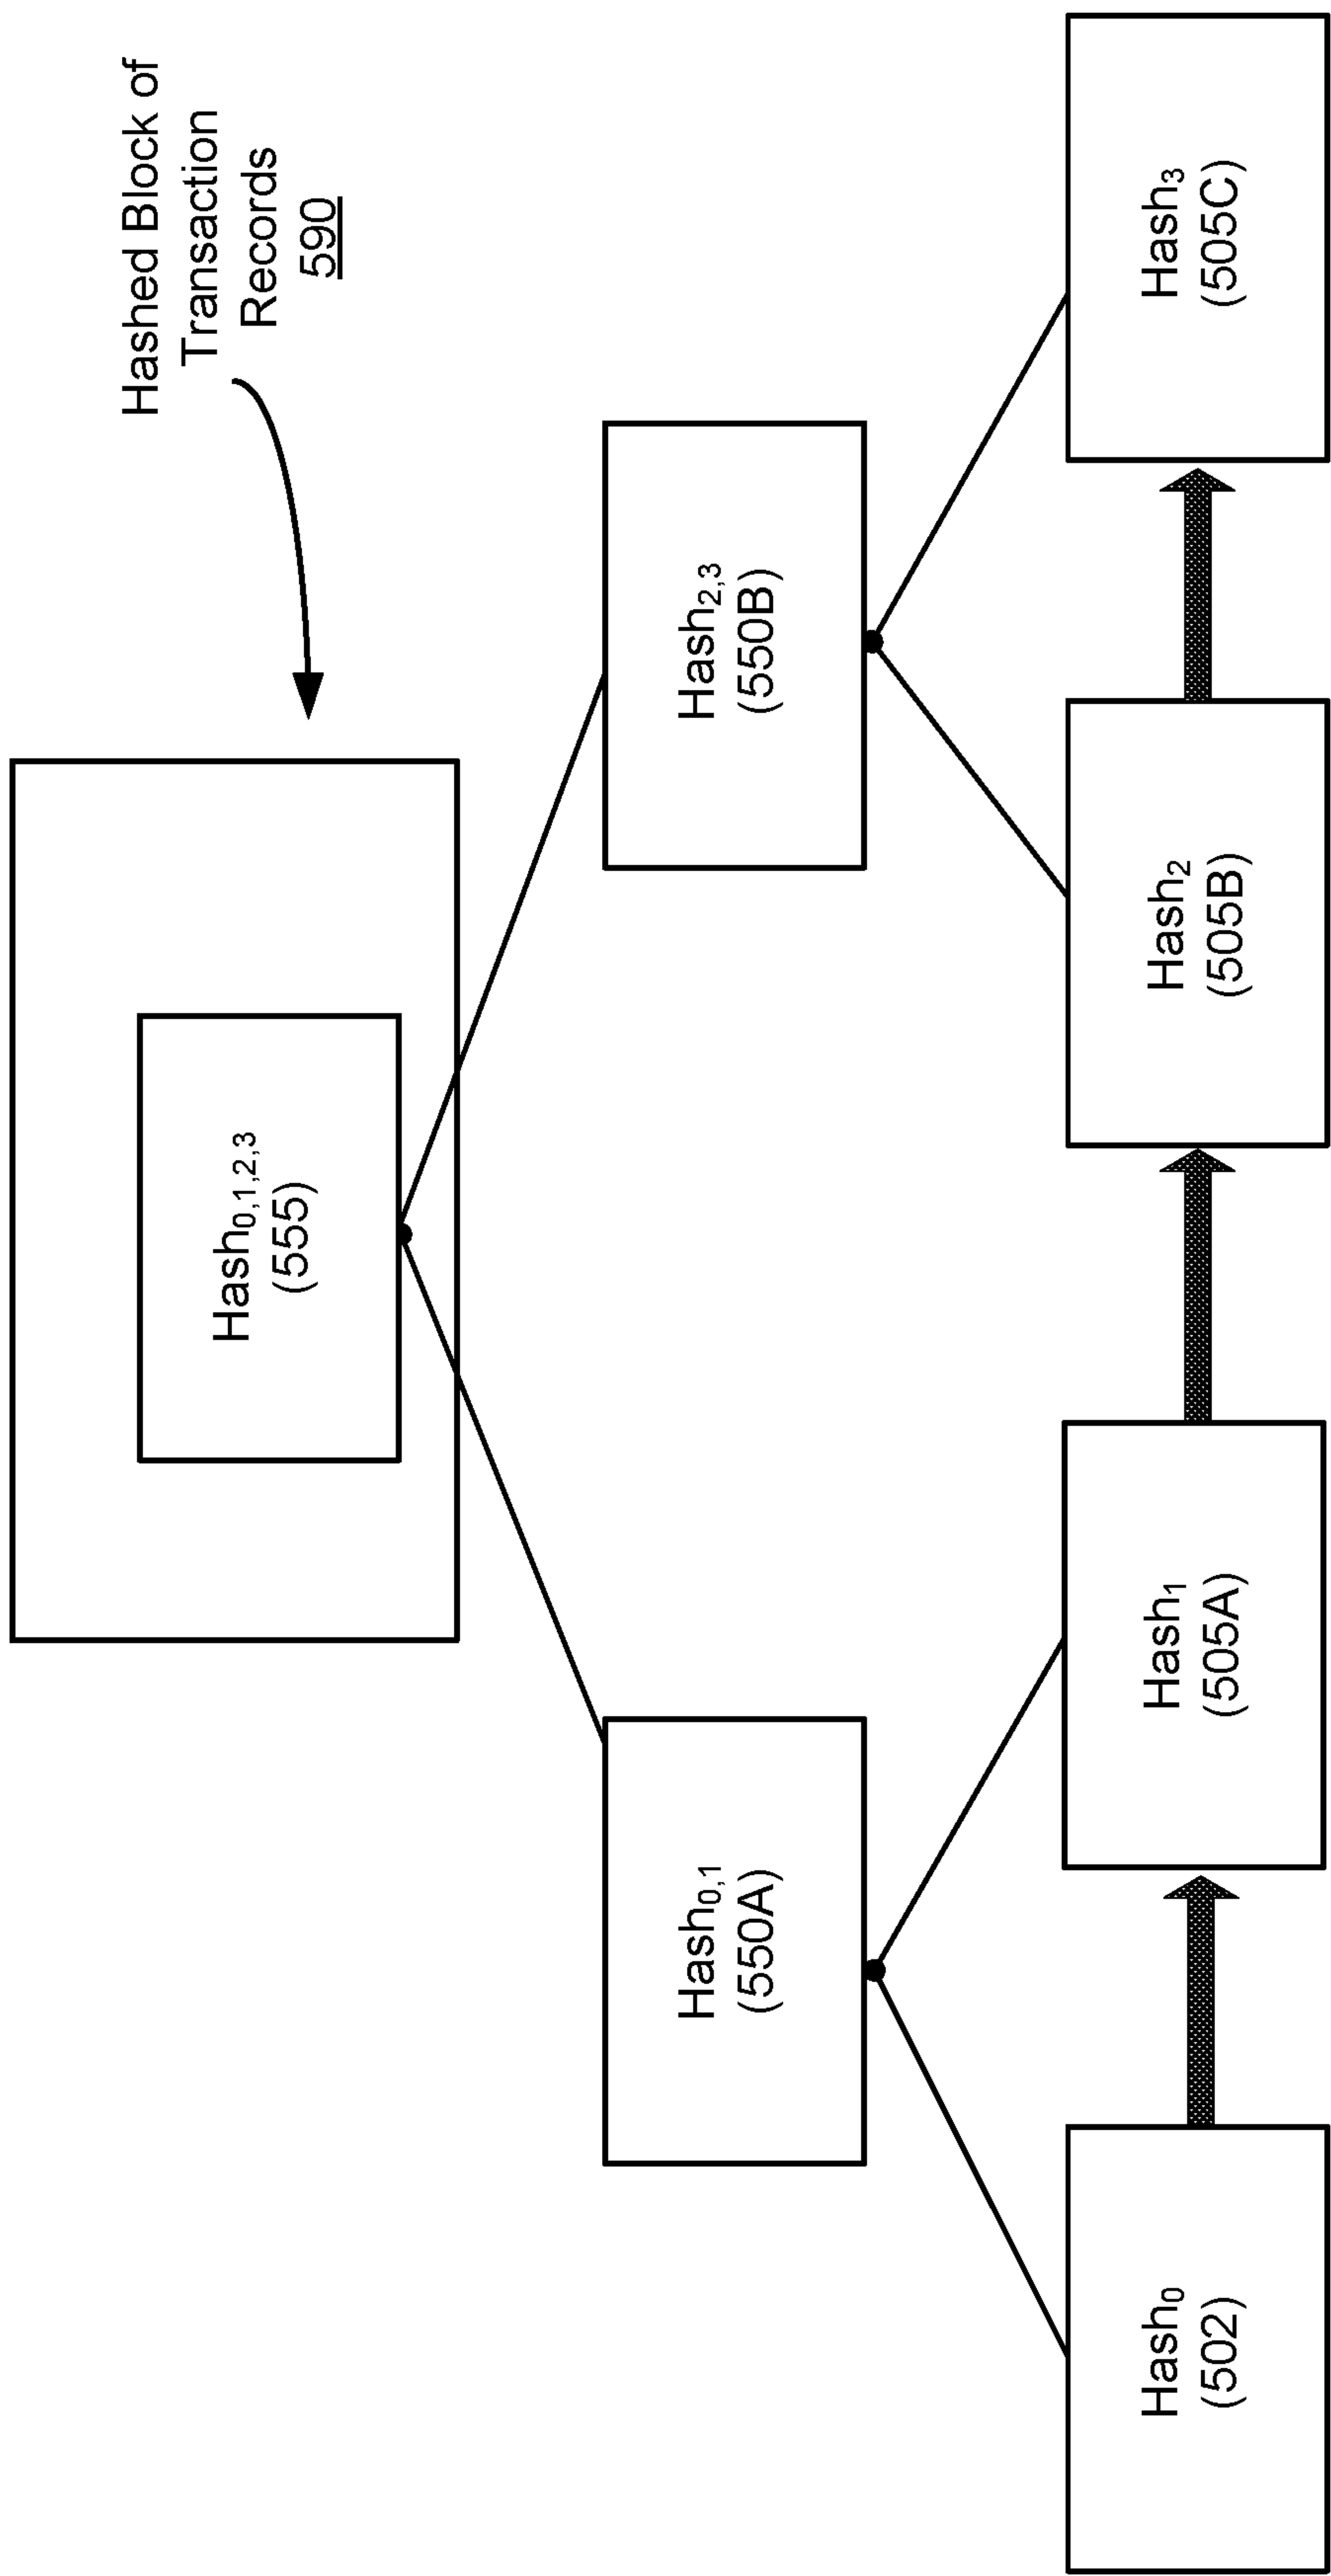 Hashed Block of
Transaction
Records
590
Hash0,1,2,3
(555)
Hash0,1
(550A)
Hash2,3
(550B)
Hash0
(502)
Hash1
(505A)
Hash2
(505B)
Hash3
(505C)